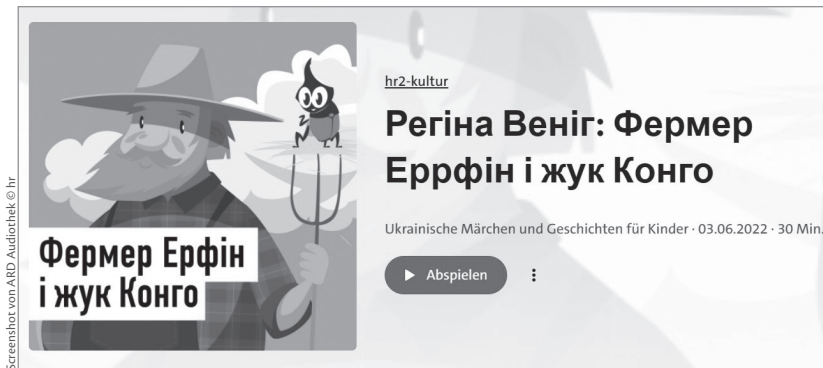 hr2-kultur
Регіна Веніг: Фермер
Еррфін і жук Конго
Ukrainische Märchen und Geschichten für Kinder · 03.06.2022 · 30 Min.
Abspielen
Фермер Ерфін
і жук Конго
Screenshot von ARD Audiothek © hr